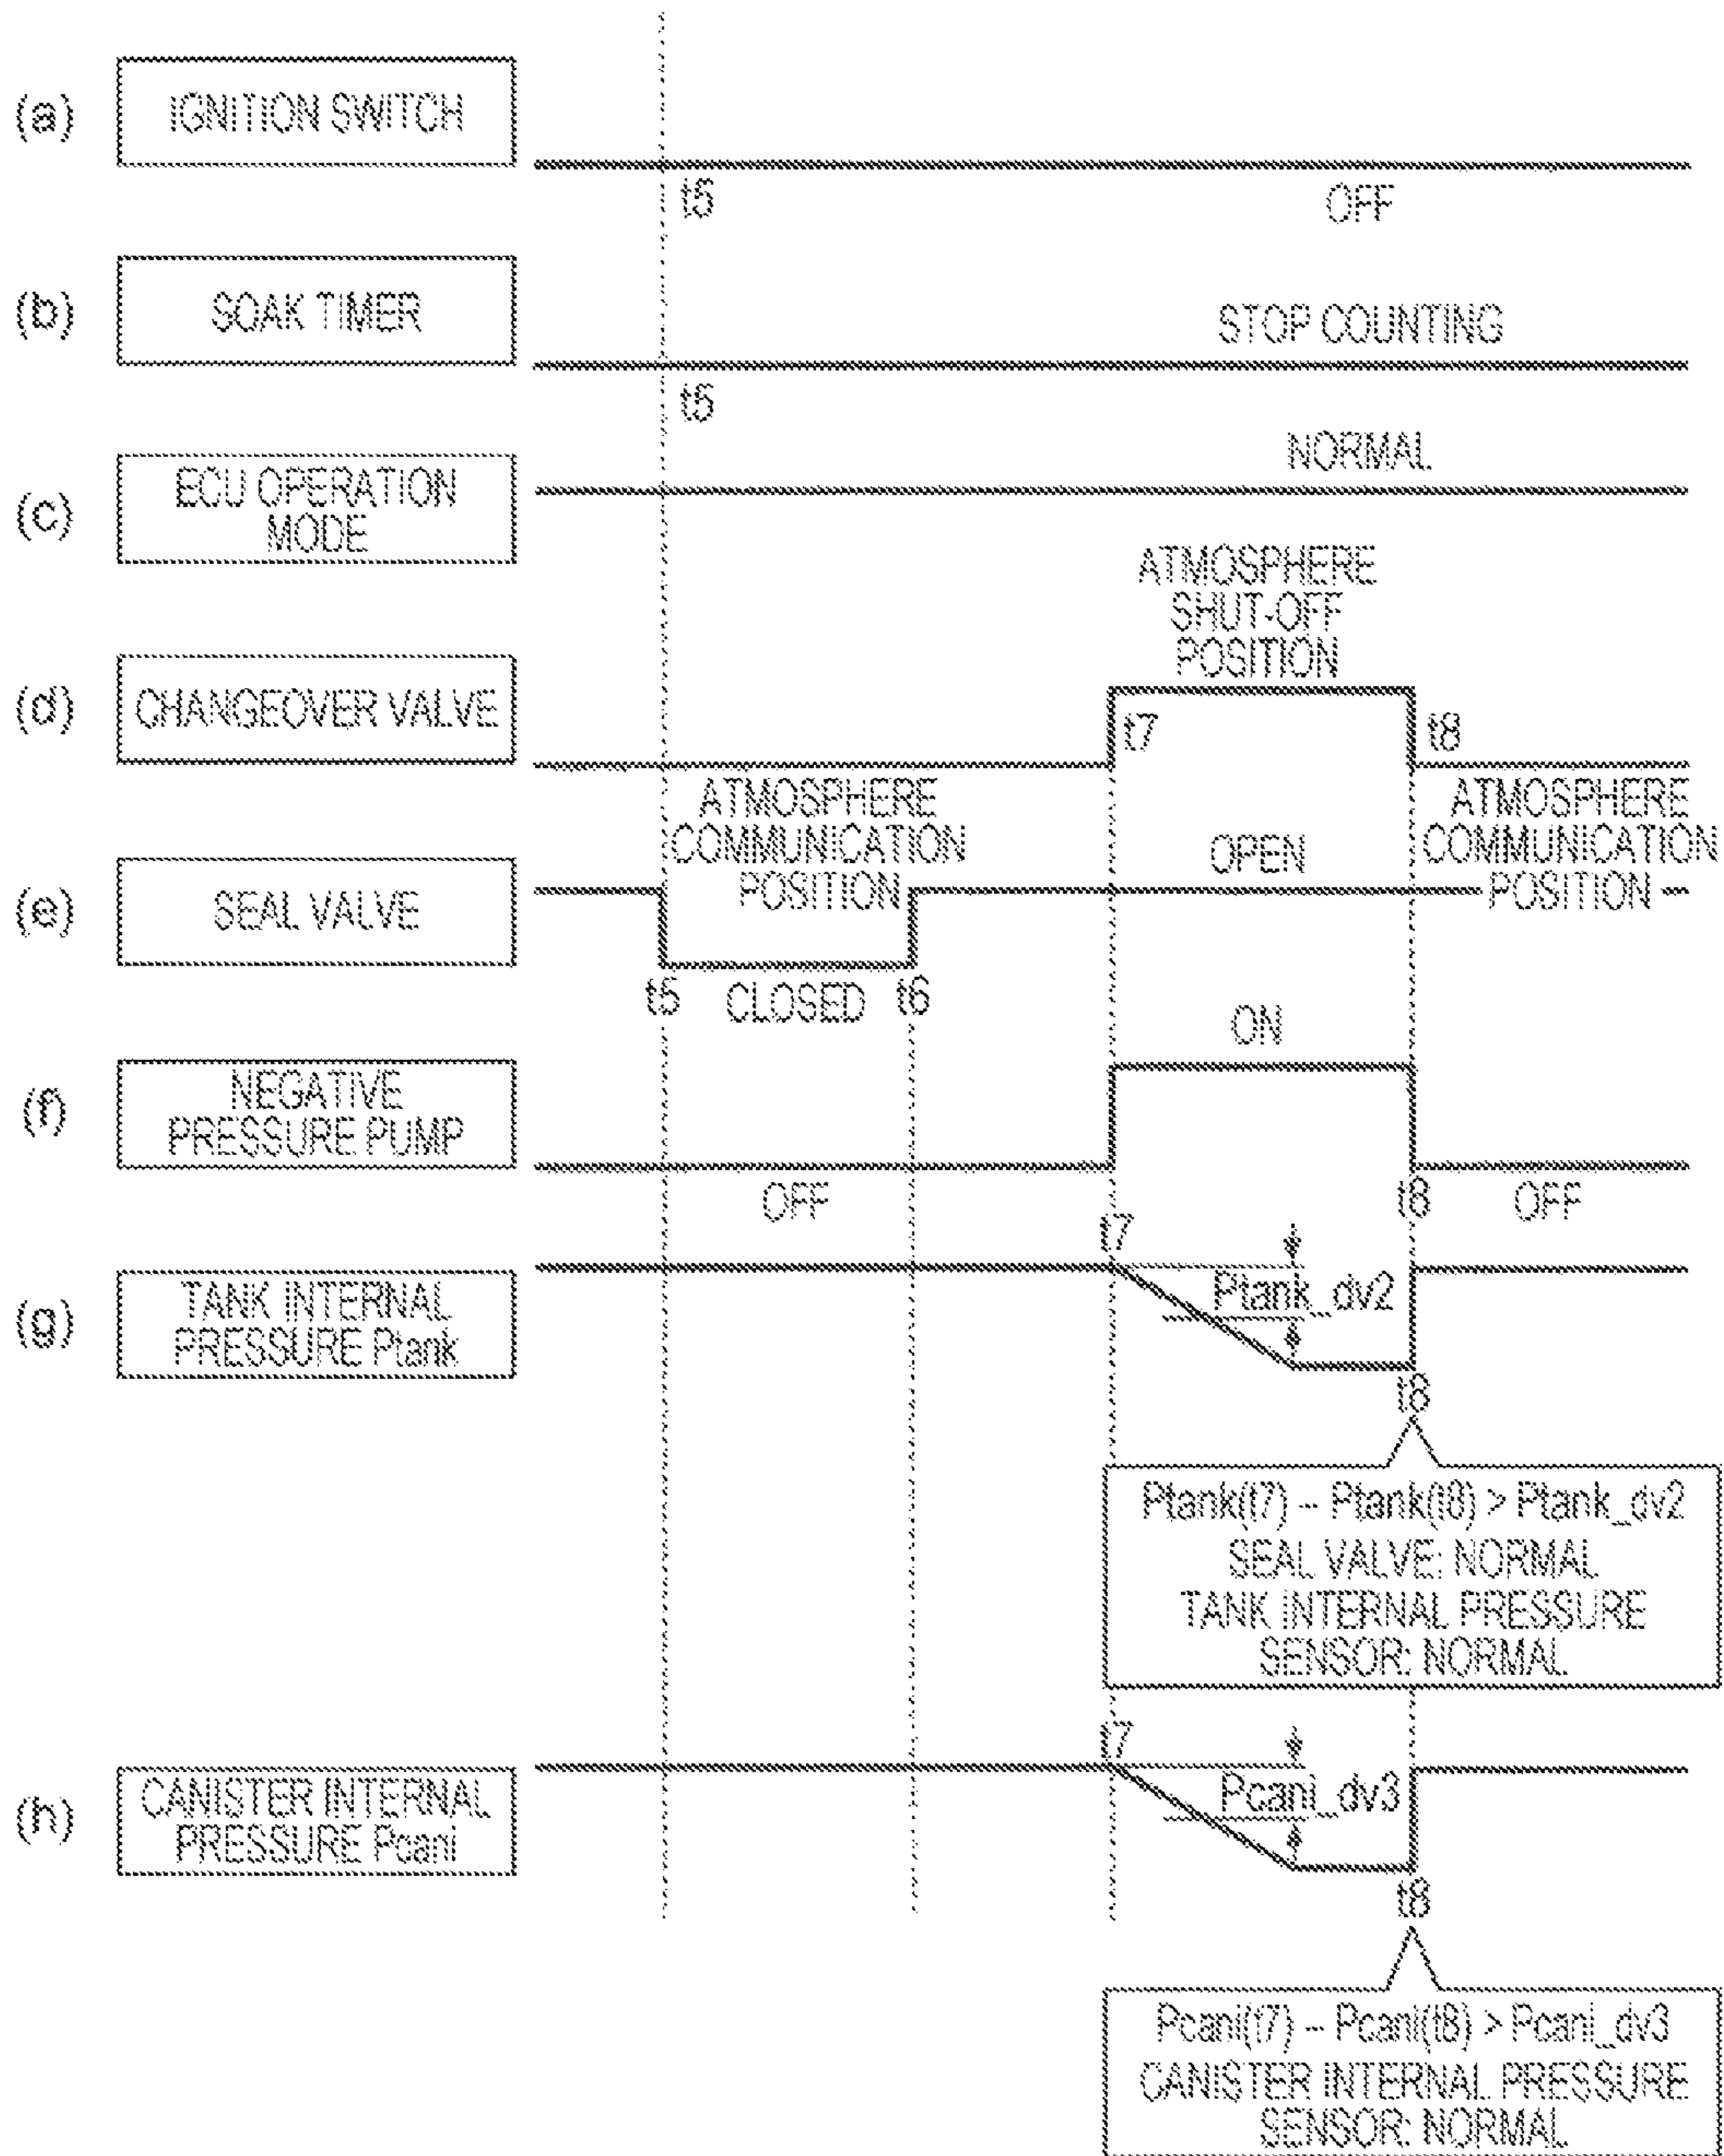 (a)
IGNITION SWITCH
t5
OFF
(b)
SOAK TIMER
STOP COUNTING
t5
(c)
ECU OPERATION
MODE
NORMAL
(d)
CHANGEOVER VALVE
ATMOSPHERE
SHUT-OFF
POSITION
t7
t8
ATMOSPHERE
COMMUNICATION
POSITION
ATMOSPHERE
COMMUNICATION
POSITION
(e)
SEAL VALVE
OPEN
t5
CLOSED
t6
(f)
NEGATIVE
PRESSURE PUMP
ON
OFF
t7
t8
OFF
(g)
TANK INTERNAL
PRESSURE Ptank
Ptank_dv2
t8
Ptank(t7) – Ptank(t8) > Ptank_dv2
SEAL VALVE: NORMAL
TANK INTERNAL PRESSURE
SENSOR: NORMAL
(h)
CANISTER INTERNAL
PRESSURE Pcani
t7
Pcani_dv3
t8
Pcani(t7) – Pcani(t8) > Pcani_dv3
CANISTER INTERNAL PRESSURE
SENSOR: NORMAL